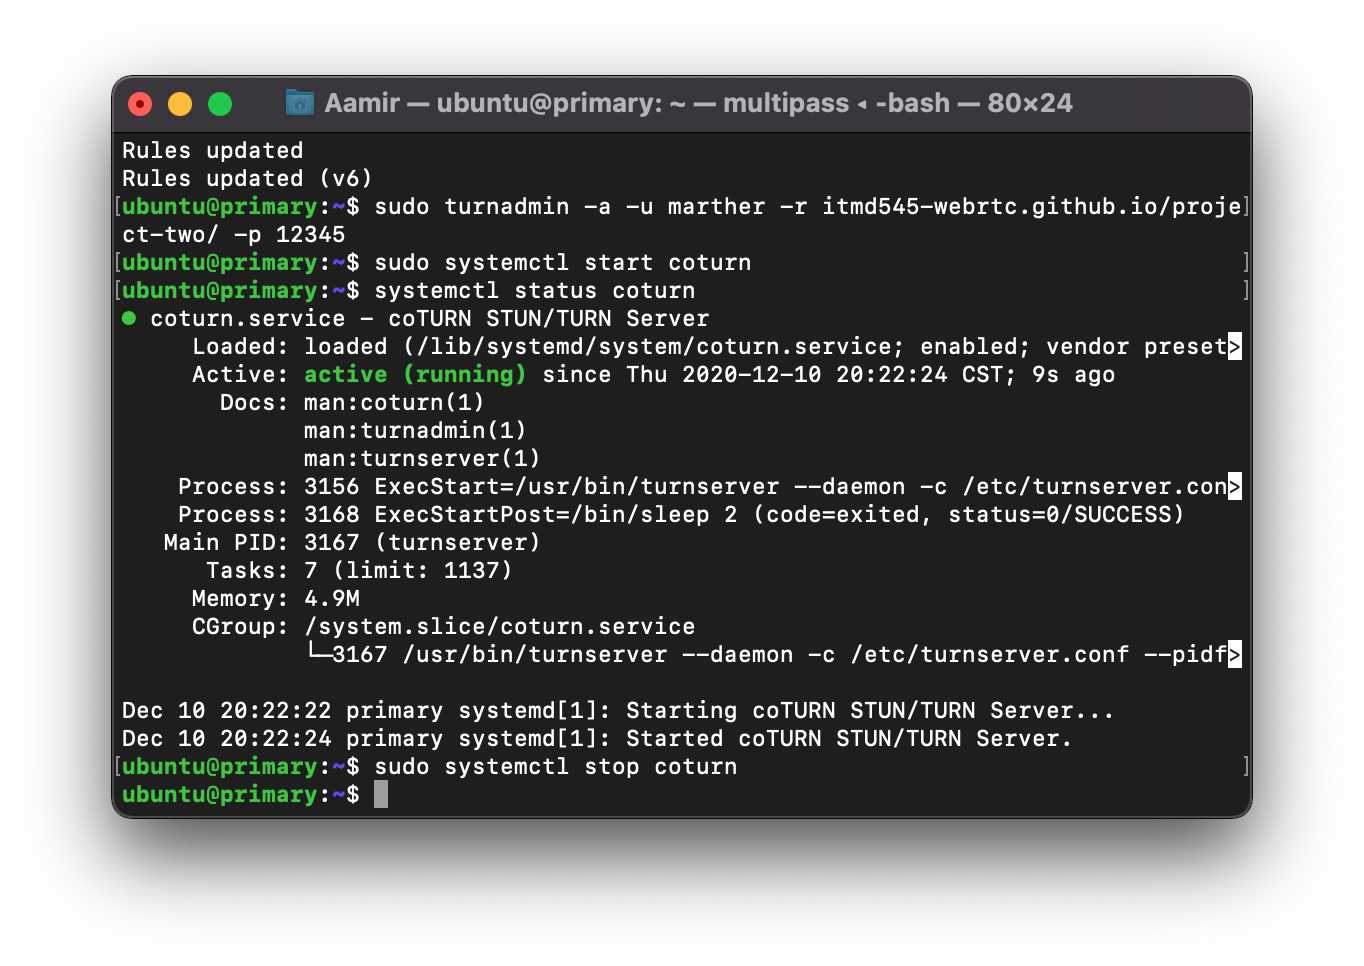 Aamir — ubuntu@primary: ~ — multipass ◂ -bash — 80×24
Rules updated
Rules updated (v6)
[ubuntu@primary:~$ sudo turnadmin -a -u marther -r itmd545-webrtc.github.io/proje]
ct-two/ -p 12345
[ubuntu@primary:~$ sudo systemctl start coturn ]
[ubuntu@primary:~$ systemctl status coturn ]
● coturn.service - coTURN STUN/TURN Server
Loaded: loaded (/lib/systemd/system/coturn.service; enabled; vendor preset>
Active: active (running) since Thu 2020-12-10 20:22:24 CST; 9s ago
Docs: man:coturn(1)
man:turnadmin(1)
man:turnserver(1)
Process: 3156 ExecStart=/usr/bin/turnserver --daemon -c /etc/turnserver.con>
Process: 3168 ExecStartPost=/bin/sleep 2 (code=exited, status=0/SUCCESS)
Main PID: 3167 (turnserver)
Tasks: 7 (limit: 1137)
Memory: 4.9M
CGroup: /system.slice/coturn.service
└─3167 /usr/bin/turnserver --daemon -c /etc/turnserver.conf --pidf>
Dec 10 20:22:22 primary systemd[1]: Starting coTURN STUN/TURN Server...
Dec 10 20:22:24 primary systemd[1]: Started coTURN STUN/TURN Server.
[ubuntu@primary:~$ sudo systemctl stop coturn ]
ubuntu@primary:~$